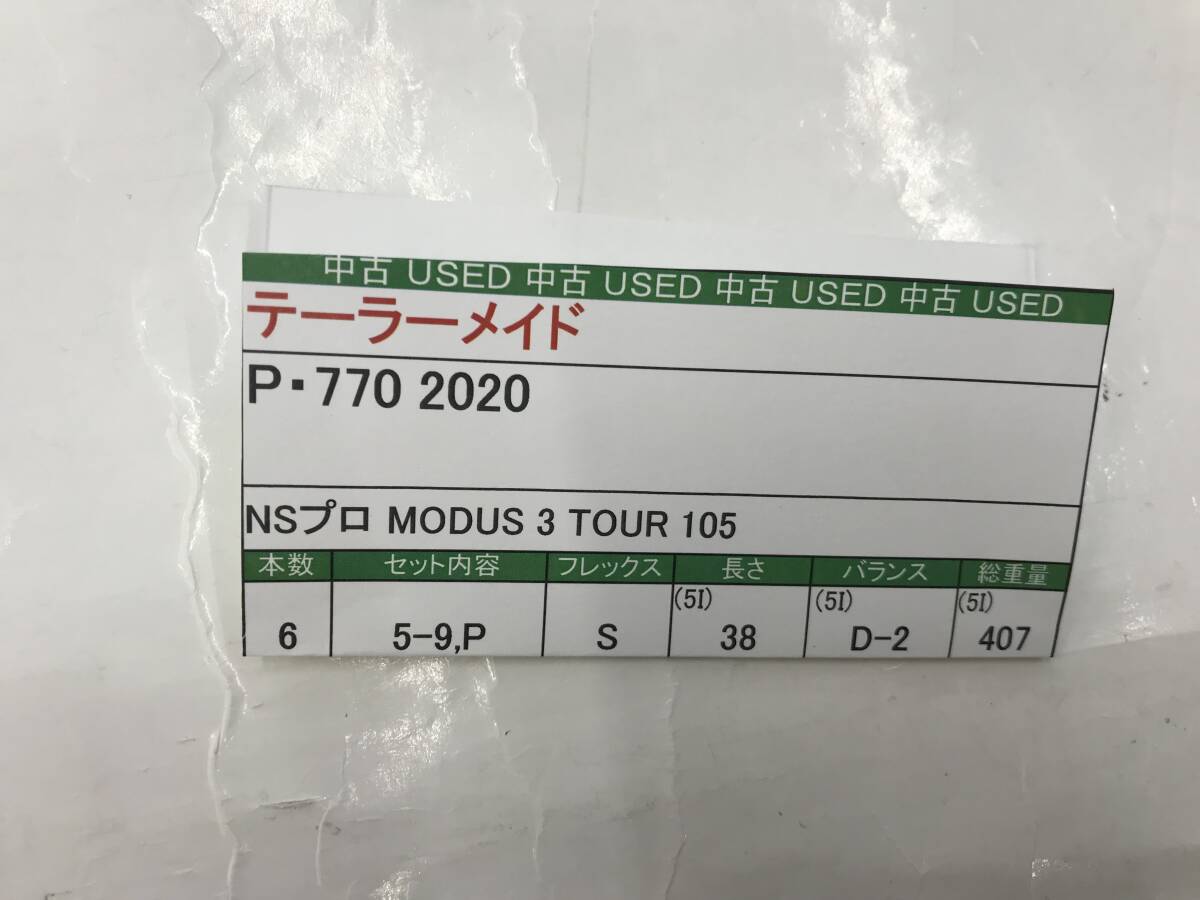 中古 USED 中古 USED 中古 USED 中古 USED
テーラーメイド
P・770 2020
NSプロ MODUS 3 TOUR 105
本数 セット内容 フレックス 長さ バランス 総重量
(5I) (5I) (5I)
6 5-9,P S 38 D-2 407